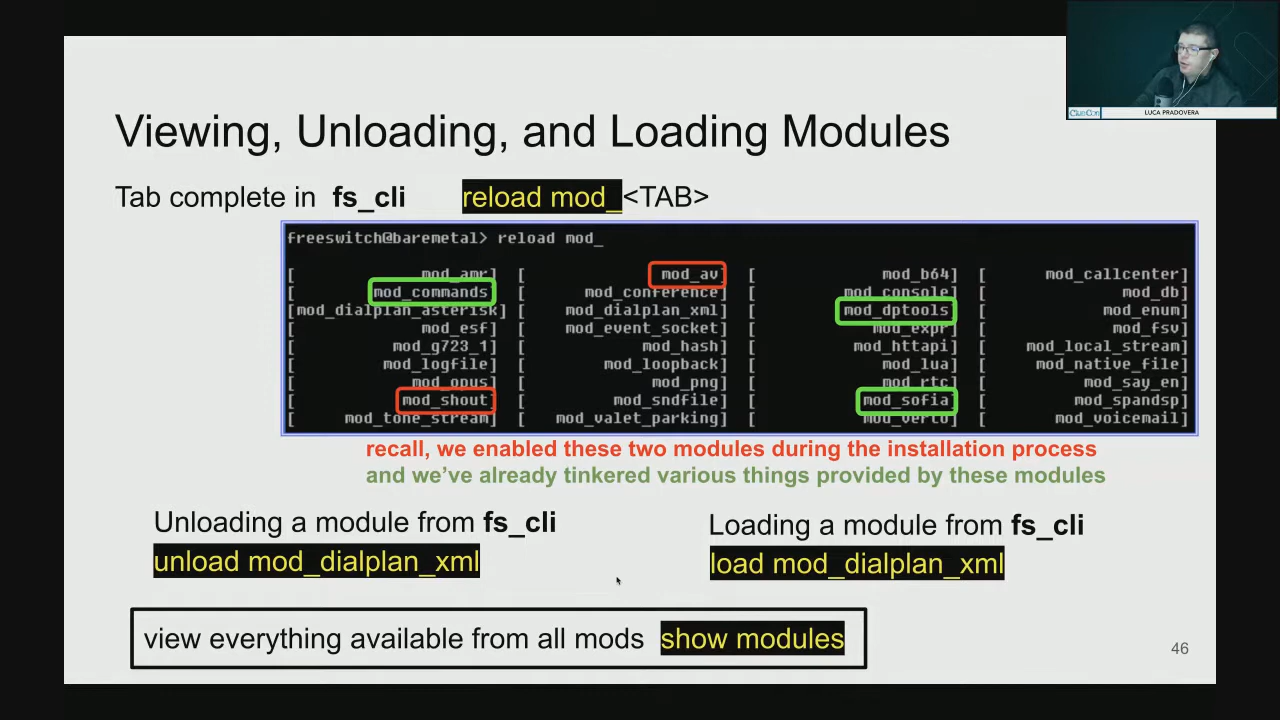 ClueCon
LUCA PRADOVERA
Viewing, Unloading, and Loading Modules
Tab complete in fs_cli reload mod_<TAB>
freeswitch@baremetal> reload mod_
[ mod_amr] [ mod_av] [ mod_b64] [ mod_callcenter]
[ mod_commands] [ mod_conference] [ mod_console] [ mod_db]
[mod_dialplan_asterisk] [ mod_dialplan_xml] [ mod_dptools] [ mod_enum]
[ mod_esf] [ mod_event_socket] [ mod_expr] [ mod_fsv]
[ mod_g723_1] [ mod_hash] [ mod_httapi] [ mod_local_stream]
[ mod_logfile] [ mod_loopback] [ mod_lua] [ mod_native_file]
[ mod_opus] [ mod_png] [ mod_rtc] [ mod_say_en]
[ mod_shout] [ mod_sndfile] [ mod_sofia] [ mod_spandsp]
[ mod_tone_stream] [ mod_valet_parking] [ mod_verto] [ mod_voicemail]
recall, we enabled these two modules during the installation process
and we’ve already tinkered various things provided by these modules
Unloading a module from fs_cli
unload mod_dialplan_xml
Loading a module from fs_cli
load mod_dialplan_xml
view everything available from all mods show modules
46